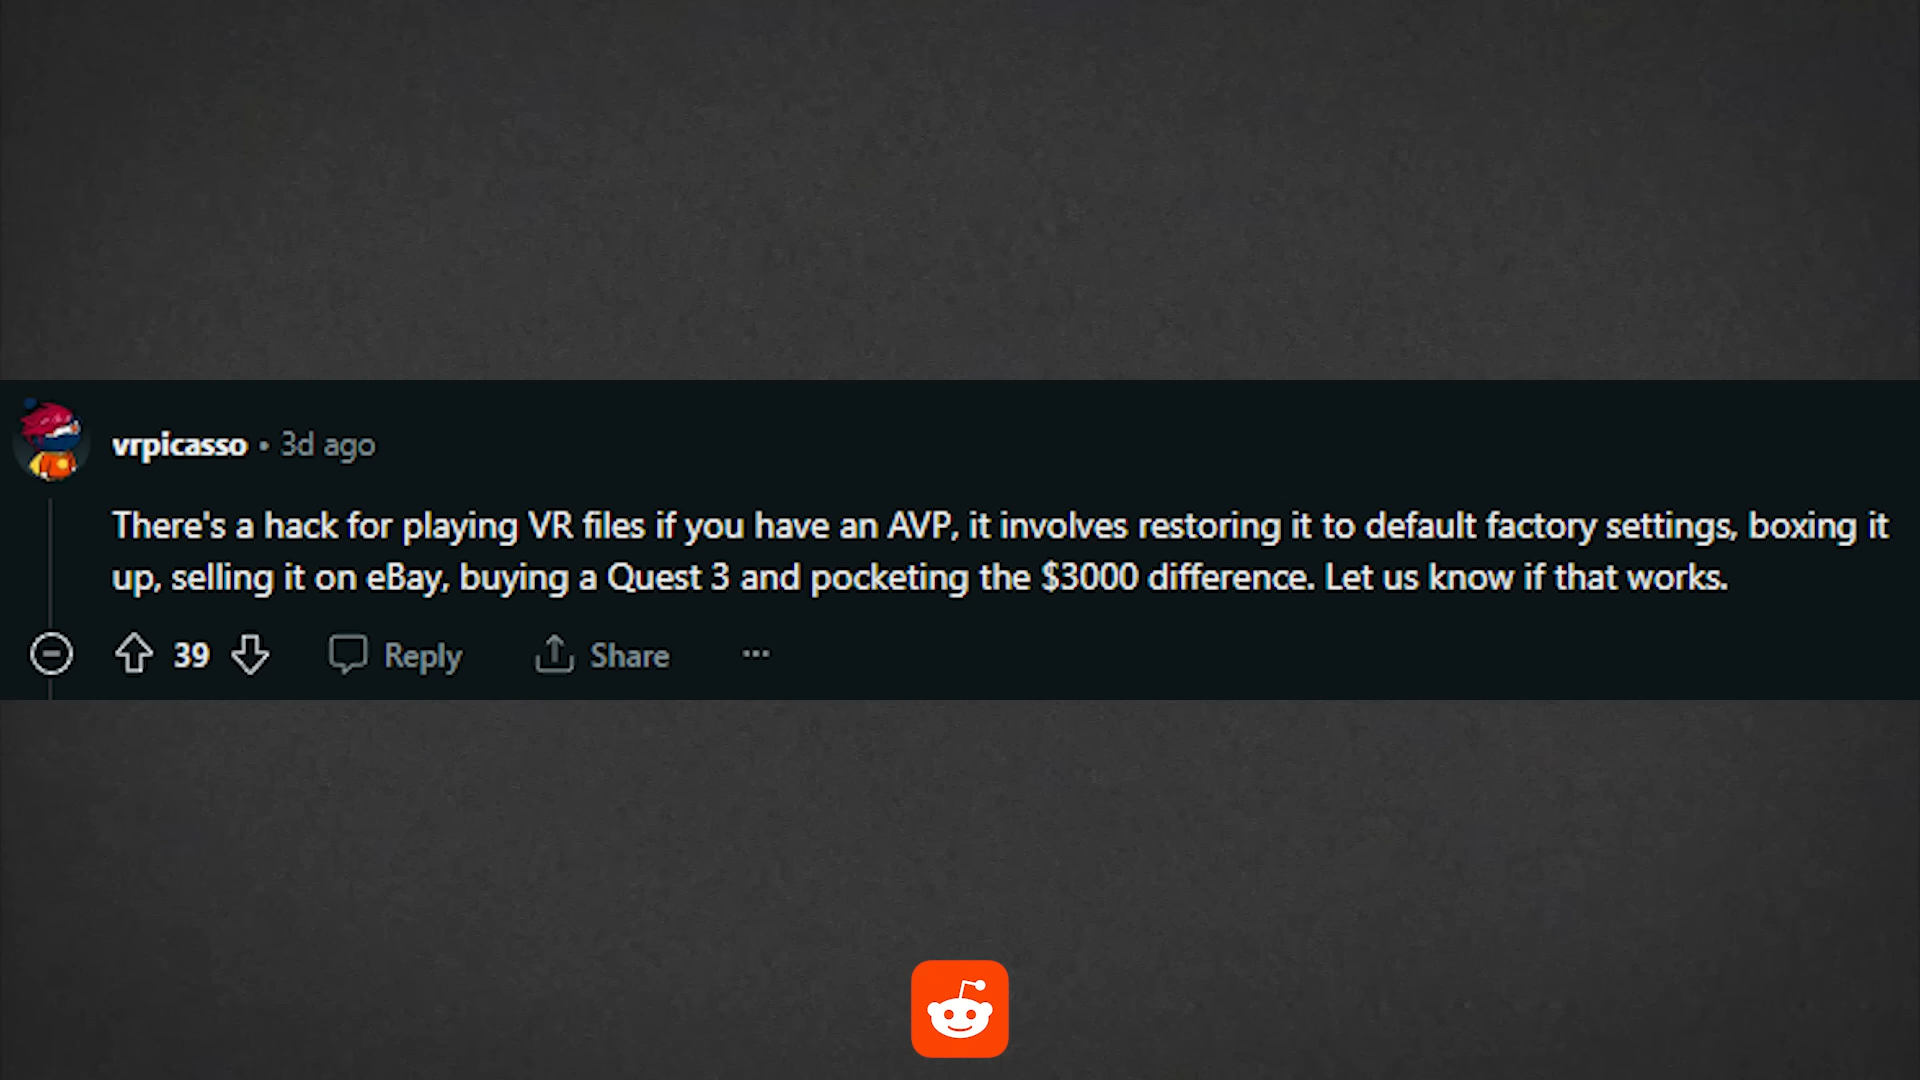 vrpicasso • 3d ago
There's a hack for playing VR files if you have an AVP, it involves restoring it to default factory settings, boxing it
up, selling it on eBay, buying a Quest 3 and pocketing the $3000 difference. Let us know if that works.
39 Reply Share ...